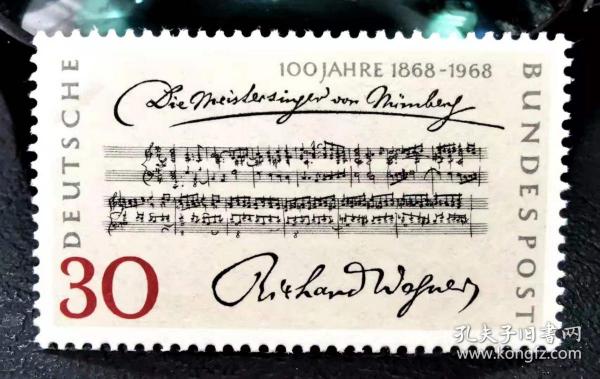 100 JAHRE 1868-1968
Die Meistersinger von Nürnberg
DEUTSCHE
BUNDESPOST
30
Richard Wagner
孔夫子旧书网
www.kongfz.com